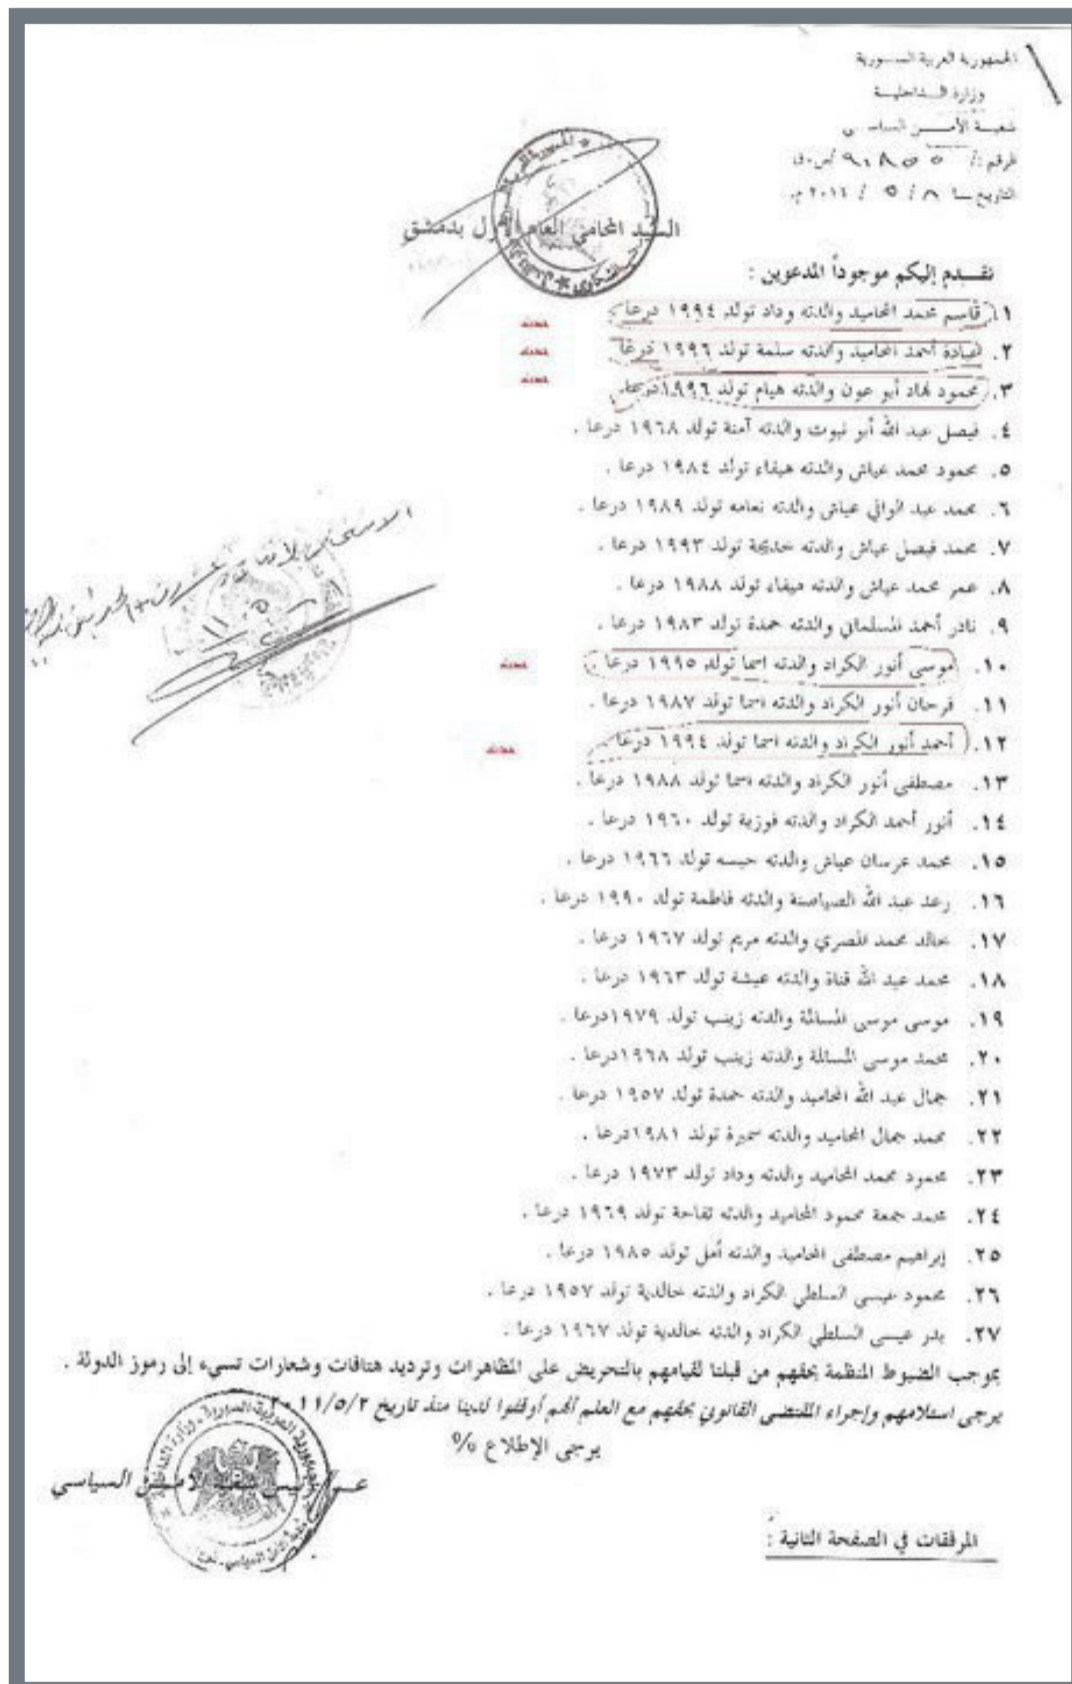 الجمهورية العربية السورية
وزارة الداخلية
شعبة الأمن السياسي
الرقم : / ٩٠٨٥٥
التاريخ ٨ / ٥ / ٢٠١١ م
السيد المحامي العام الأول بدمشق
نقدم إليكم موجوداً المدعوين :
١. قاسم محمد المحاميد والدته وداد تولد ١٩٩٤ درعا .
٢. عبادة أحمد المحاميد والدته سلمة تولد ١٩٩٦ درعا
٣. محمود نهاد أبو عون والدته هيام تولد ١٩٩٦ درعا.
٤. فيصل عبد الله أبو نبوت والدته آمنة تولد ١٩٦٨ درعا .
٥. محمود محمد عياش والدته هيفاء تولد ١٩٨٤ درعا .
٦. محمد عبد الوالي عياش والدته نعامه تولد ١٩٨٩ درعا .
٧. محمد فيصل عياش والدته خديجة تولد ١٩٩٣ درعا .
٨. عمر محمد عياش والدته هيفاء تولد ١٩٨٨ درعا .
٩. نادر أحمد المسلماني والدته حمدة تولد ١٩٨٣ درعا .
١٠. موسى أنور الكراد والدته اسما تولد ١٩٩٥ درعا .
١١. فرحان أنور الكراد والدته اسما تولد ١٩٨٧ درعا .
١٢. أحمد أنور الكراد والدته اسما تولد ١٩٩٤ درعا .
١٣. مصطفى أنور الكراد والدته اسما تولد ١٩٨٨ درعا .
١٤. أنور أحمد الكراد والدته فوزية تولد ١٩٦٠ درعا .
١٥. محمد عرسان عياش والدته حبسه تولد ١٩٦٦ درعا .
١٦. رعد عبد الله الصياصنة والدته فاطمة تولد ١٩٩٠ درعا .
١٧. خالد محمد المصري والدته مريم تولد ١٩٦٧ درعا .
١٨. محمد عبد الله قناة والدته عيشة تولد ١٩٦٣ درعا .
١٩. موسى موسى المسالمة والدته زينب تولد ١٩٧٩درعا .
٢٠. محمد موسى المسالمة والدته زينب تولد ١٩٦٨درعا .
٢١. جمال عبد الله المحاميد والدته حمدة تولد ١٩٥٧ درعا .
٢٢. محمد جمال المحاميد والدته سميرة تولد ١٩٨١درعا .
٢٣. محمود محمد المحاميد والدته وداد تولد ١٩٧٣ درعا .
٢٤. محمد جمعة محمود المحاميد والدته تفاحة تولد ١٩٦٩ درعا .
٢٥. إبراهيم مصطفى المحاميد والدته أمل تولد ١٩٨٥ درعا .
٢٦. محمود عيسى السلطي الكراد والدته خالدية تولد ١٩٥٧ درعا .
٢٧. بدر عيسى السلطي الكراد والدته خالدية تولد ١٩٦٧ درعا .
بموجب الضبوط المنظمة بحقهم من قبلنا لقيامهم بالتحريض على المظاهرات وترديد هتافات وشعارات تسيء إلى رموز الدولة .
يرجى استلامهم وإجراء المقتضى القانوني بحقهم مع العلم أنهم أوقفوا لدينا منذ تاريخ ٢٠١١/٥/٢
يرجى الإطلاع %
رئيس شعبة الأمن السياسي
المرفقات في الصفحة الثانية :